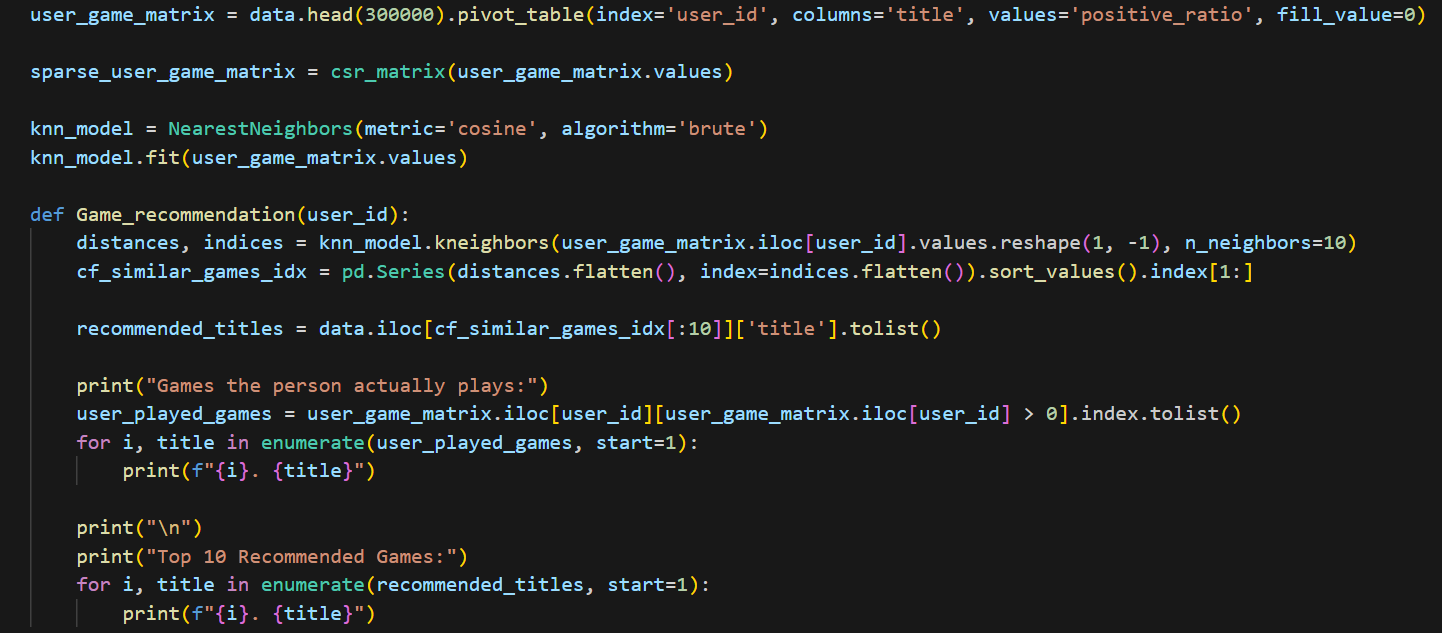 user_game_matrix = data.head(300000).pivot_table(index='user_id', columns='title', values='positive_ratio', fill_value=0)
sparse_user_game_matrix = csr_matrix(user_game_matrix.values)
knn_model = NearestNeighbors(metric='cosine', algorithm='brute')
knn_model.fit(user_game_matrix.values)
def Game_recommendation(user_id):
    distances, indices = knn_model.kneighbors(user_game_matrix.iloc[user_id].values.reshape(1, -1), n_neighbors=10)
    cf_similar_games_idx = pd.Series(distances.flatten(), index=indices.flatten()).sort_values().index[1:]
    recommended_titles = data.iloc[cf_similar_games_idx[:10]]['title'].tolist()
    print("Games the person actually plays:")
    user_played_games = user_game_matrix.iloc[user_id][user_game_matrix.iloc[user_id] > 0].index.tolist()
    for i, title in enumerate(user_played_games, start=1):
        print(f"{i}. {title}")
    print("\n")
    print("Top 10 Recommended Games:")
    for i, title in enumerate(recommended_titles, start=1):
        print(f"{i}. {title}")